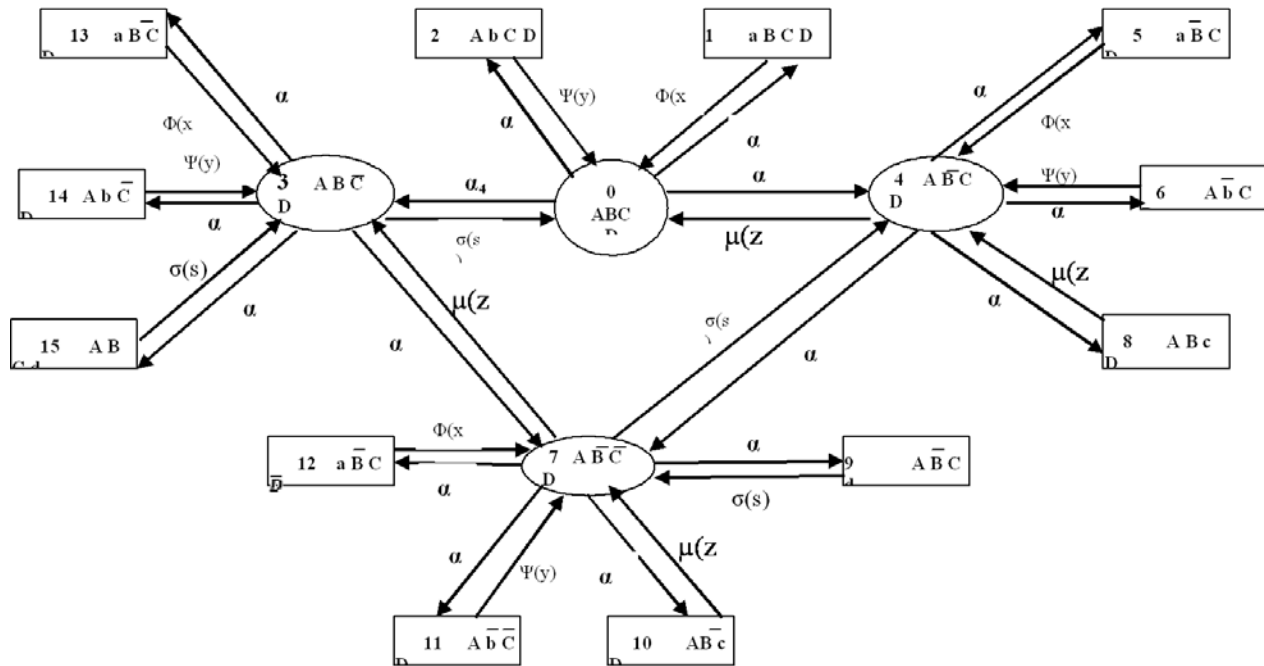 13 a B C̅
D
2 A b C D
1 a B C D
5 a B̅ C
D
α
Φ(x
Ψ(y)
α
Φ(x
α
α
Φ(x
Ψ(y)
14 A b C̅
D
α
3 A B C̅
D
α₄
σ(s
)
0
ABC
D
α
μ(z
4 A B̅ C
D
Ψ(y)
α
6 A b̅ C
σ(s)
α
15 A B
C d
μ(z
α
σ(s
)
α
μ(z
α
8 A B c
D
12 a B̅ C
D̅
Φ(x
α
7 A B̅ C̅
D
α
σ(s)
9 A B̅ C
d
α
Ψ(y)
α
μ(z
11 A b̅ C̅
D
10 AB̅ c
D